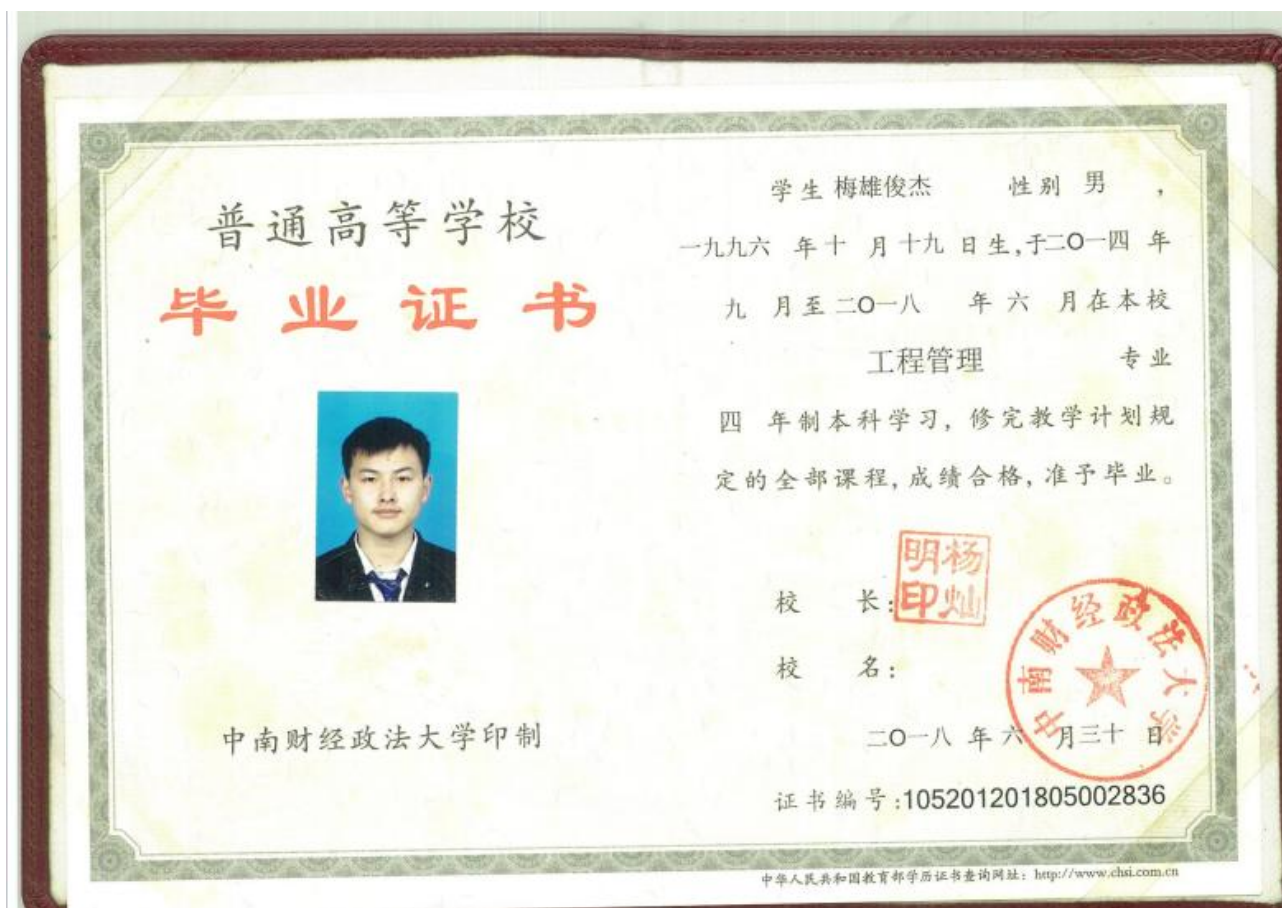 普通高等学校
毕业证书
中南财经政法大学印制
学生 梅雄俊杰 性别 男 ,
一九九六 年 十 月 十九 日生,于二O一四 年
九 月至 二O一八 年 六 月在本校
工程管理 专业
四 年制本科学习, 修完教学计划规
定的全部课程, 成绩合格, 准予毕业。
校 长:
杨灿
明印
校 名:
中南财经政法大学
二O一八 年 六 月 三十 日
证书编号:105201201805002836
中华人民共和国教育部学历证书查询网址: http://www.chsi.com.cn